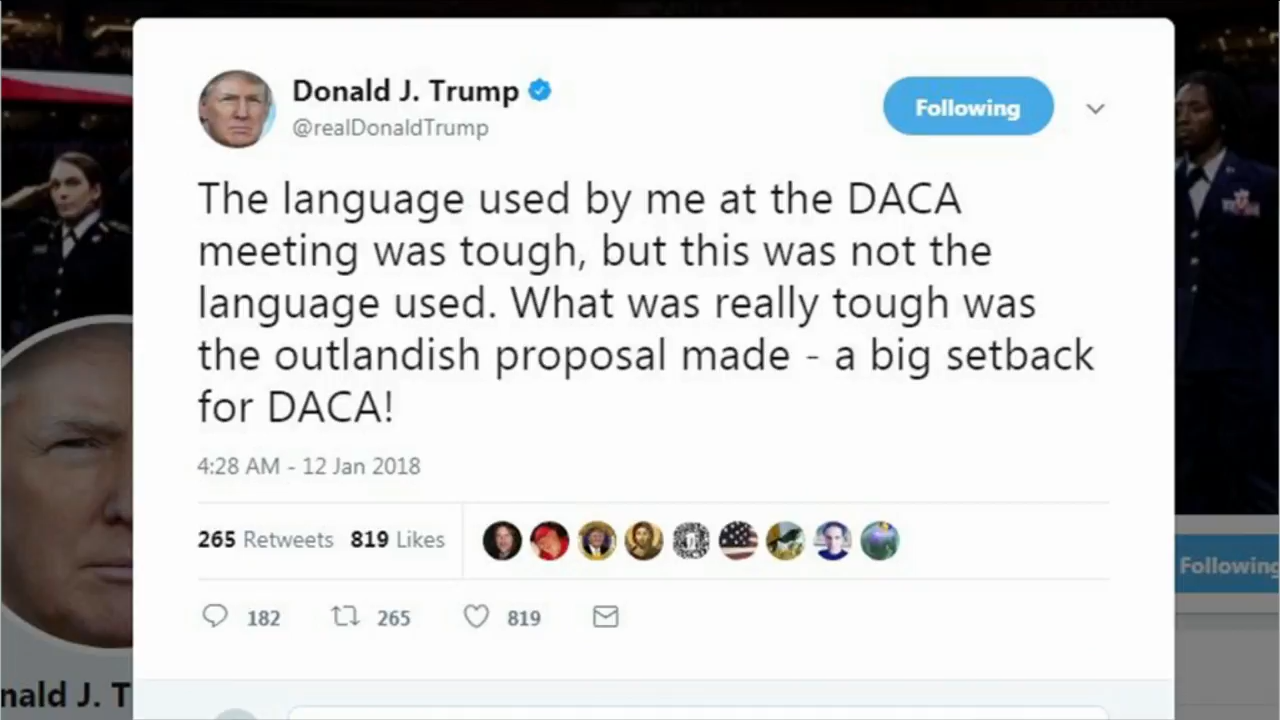 Donald J. Trump
@realDonaldTrump
Following
The language used by me at the DACA
meeting was tough, but this was not the
language used. What was really tough was
the outlandish proposal made - a big setback
for DACA!
4:28 AM - 12 Jan 2018
265 Retweets 819 Likes
182 265 819
Following
nald J. T